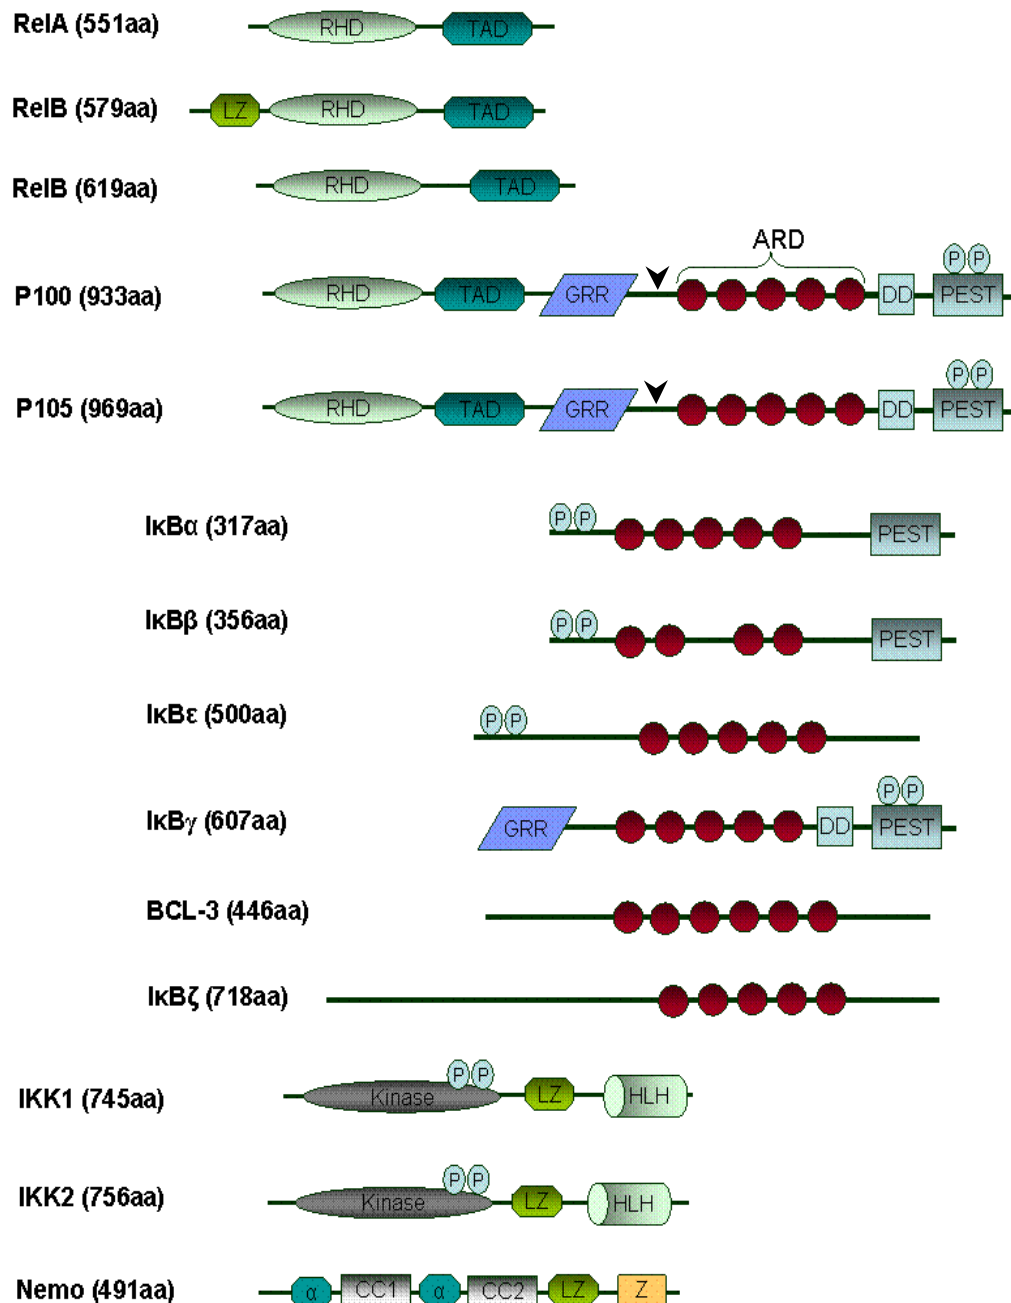 RelA (551aa) RHD TAD
RelB (579aa) LZ RHD TAD
RelB (619aa) RHD TAD
ARD
P P
P100 (933aa) RHD TAD GRR DD PEST
P P
P105 (969aa) RHD TAD GRR DD PEST
P P
IκBα (317aa) PEST
P P
IκBβ (356aa) PEST
P P
IκBε (500aa)
P P
IκBγ (607aa) GRR DD PEST
BCL-3 (446aa)
IκBζ (718aa)
P P
IKK1 (745aa) Kinase LZ HLH
P P
IKK2 (756aa) Kinase LZ HLH
Nemo (491aa) α CC1 α CC2 LZ Z